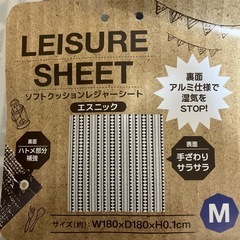 LEISURE
SHEET
ソフトクッションレジャーシート
エスニック
裏面
アルミ仕様で
湿気を
STOP!
表面
ハトメ部分
補強
表面
手ざわり
サラサラ
サイズ(約):W180×D180×H0.1cm
M